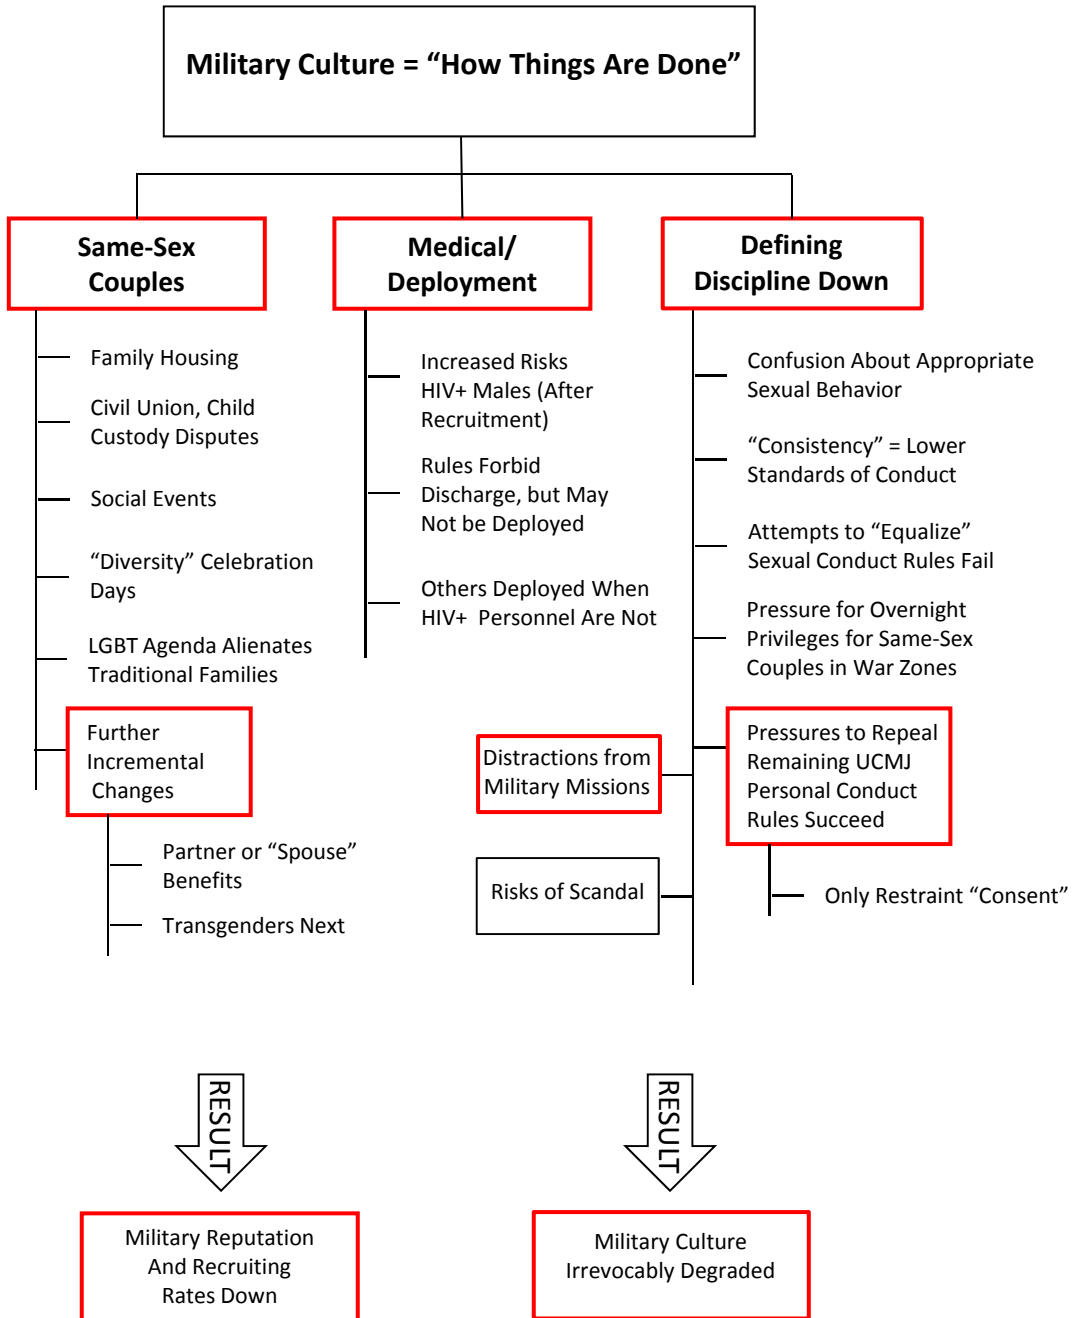 Military Culture = “How Things Are Done”
Same-Sex
Couples
Family Housing
Civil Union, Child
Custody Disputes
Social Events
“Diversity” Celebration
Days
LGBT Agenda Alienates
Traditional Families
Further
Incremental
Changes
Partner or “Spouse”
Benefits
Transgenders Next
Medical/
Deployment
Increased Risks
HIV+ Males (After
Recruitment)
Rules Forbid
Discharge, but May
Not be Deployed
Others Deployed When
HIV+ Personnel Are Not
Defining
Discipline Down
Confusion About Appropriate
Sexual Behavior
“Consistency” = Lower
Standards of Conduct
Attempts to “Equalize”
Sexual Conduct Rules Fail
Pressure for Overnight
Privileges for Same-Sex
Couples in War Zones
Pressures to Repeal
Remaining UCMJ
Personal Conduct
Rules Succeed
Only Restraint “Consent”
Distractions from
Military Missions
Risks of Scandal
RESULT
Military Reputation
And Recruiting
Rates Down
RESULT
Military Culture
Irrevocably Degraded